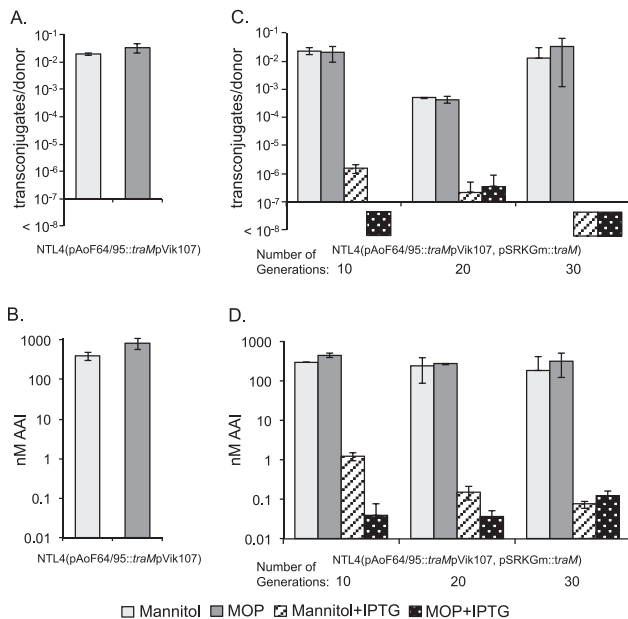 A.
transconjugates/donor
10⁻¹
10⁻²
10⁻³
10⁻⁴
10⁻⁵
10⁻⁶
10⁻⁷
< 10⁻⁸
NTL4(pAoF64/95::traMpVik107)
C.
transconjugates/donor
10⁻¹
10⁻²
10⁻³
10⁻⁴
10⁻⁵
10⁻⁶
10⁻⁷
< 10⁻⁸
NTL4(pAoF64/95::traMpVik107, pSRKGm::traM)
Number of
Generations: 10 20 30
B.
nM AAI
1000
100
10
1
0.1
0.01
NTL4(pAoF64/95::traMpVik107)
D.
nM AAI
1000
100
10
1
0.1
0.01
NTL4(pAoF64/95::traMpVik107, pSRKGm::traM)
Number of
Generations: 10 20 30
Mannitol MOP Mannitol+IPTG MOP+IPTG